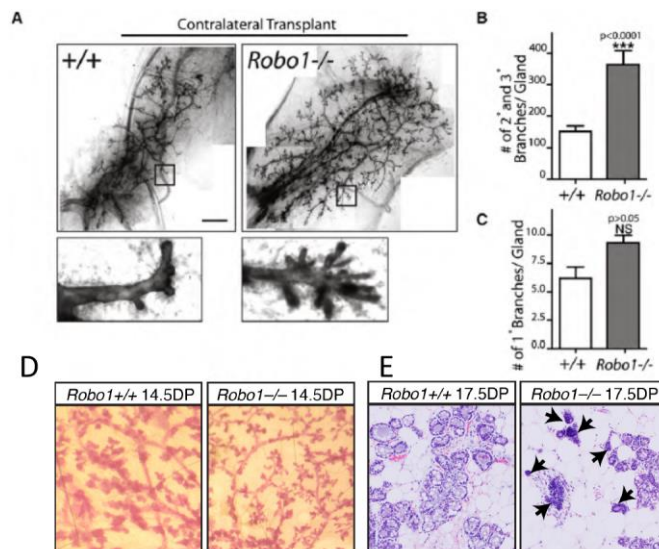 A
Contralateral Transplant
+/+
Robo1-/-
B
# of 2° and 3°
Branches/ Gland
p<0.0001
***
400
300
200
100
0
+/+
Robo1-/-
C
# of 1° Branches/ Gland
p>0.05
NS
10.0
7.5
5.0
2.5
0.0
+/+
Robo1-/-
D
Robo1+/+ 14.5DP
Robo1–/– 14.5DP
E
Robo1+/+ 17.5DP
Robo1–/– 17.5DP